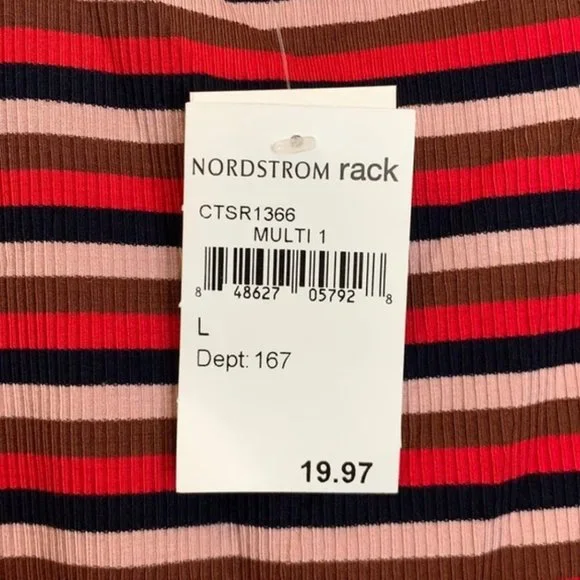 NORDSTROM rack
CTSR1366
MULTI 1
8 48627 05792 8
L
Dept: 167
19.97